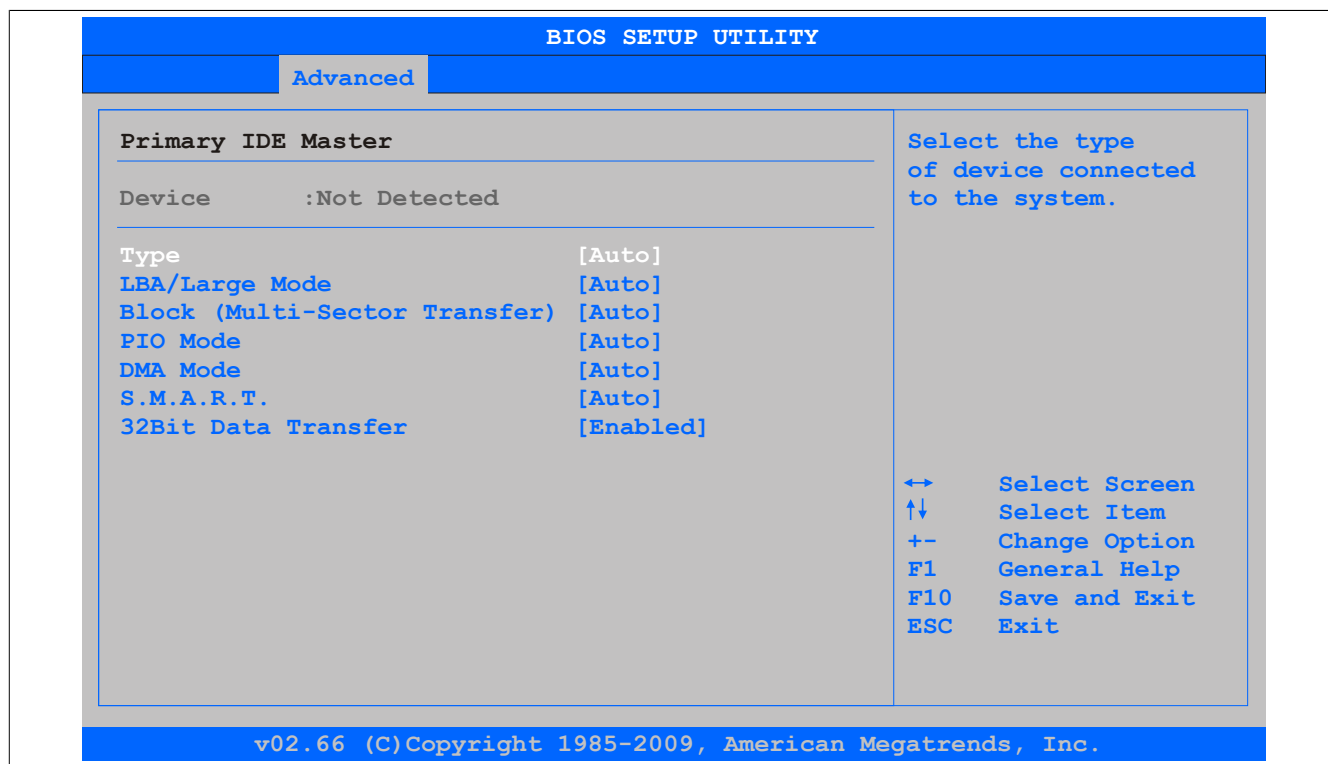 BIOS SETUP UTILITY
Advanced
Primary IDE Master
Device :Not Detected
Type [Auto]
LBA/Large Mode [Auto]
Block (Multi-Sector Transfer) [Auto]
PIO Mode [Auto]
DMA Mode [Auto]
S.M.A.R.T. [Auto]
32Bit Data Transfer [Enabled]
Select the type
of device connected
to the system.
↔ Select Screen
↑↓ Select Item
+- Change Option
F1 General Help
F10 Save and Exit
ESC Exit
v02.66 (C)Copyright 1985-2009, American Megatrends, Inc.